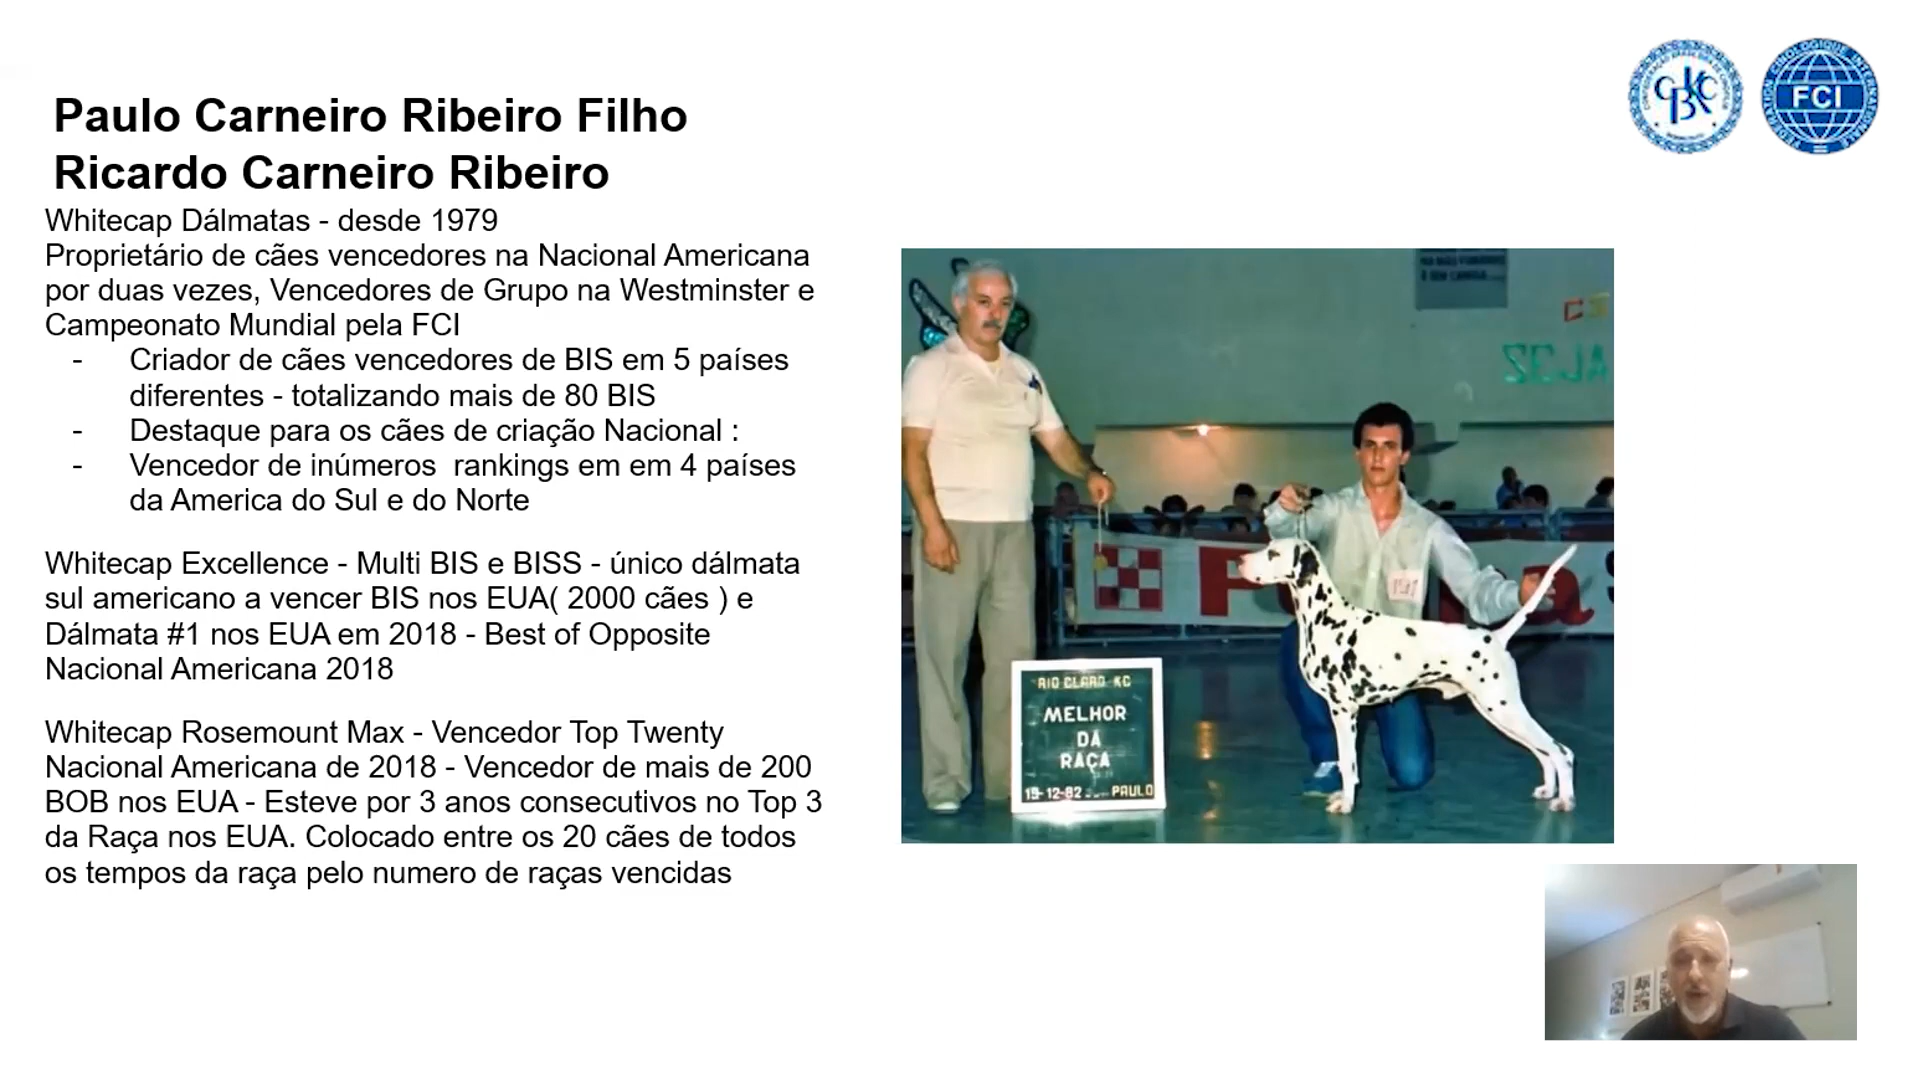 Paulo Carneiro Ribeiro Filho
Ricardo Carneiro Ribeiro
Whitecap Dálmatas - desde 1979
Proprietário de cães vencedores na Nacional Americana
por duas vezes, Vencedores de Grupo na Westminster e
Campeonato Mundial pela FCI
- Criador de cães vencedores de BIS em 5 países
diferentes - totalizando mais de 80 BIS
- Destaque para os cães de criação Nacional :
- Vencedor de inúmeros rankings em em 4 países
da America do Sul e do Norte
Whitecap Excellence - Multi BIS e BISS - único dálmata
sul americano a vencer BIS nos EUA( 2000 cães ) e
Dálmata #1 nos EUA em 2018 - Best of Opposite
Nacional Americana 2018
Whitecap Rosemount Max - Vencedor Top Twenty
Nacional Americana de 2018 - Vencedor de mais de 200
BOB nos EUA - Esteve por 3 anos consecutivos no Top 3
da Raça nos EUA. Colocado entre os 20 cães de todos
os tempos da raça pelo numero de raças vencidas
CBKC
FCI
FEDERATION CYNOLOGIQUE INTERNATIONALE
SEJA
RIO CLARO KC
MELHOR
DA
RAÇA
19-12-82 PAULO